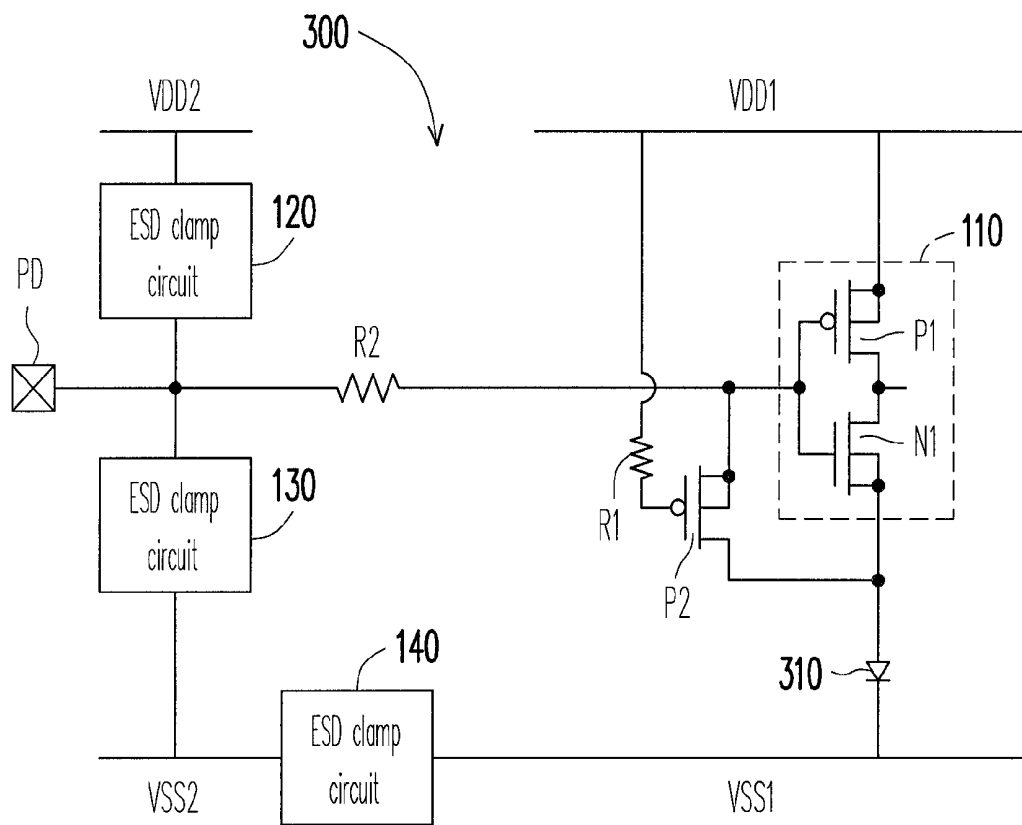 300
VDD2
VDD1
ESD clamp
circuit
120
110
PD
R2
P1
N1
ESD clamp
circuit
130
R1
P2
140
310
ESD clamp
circuit
VSS2
VSS1